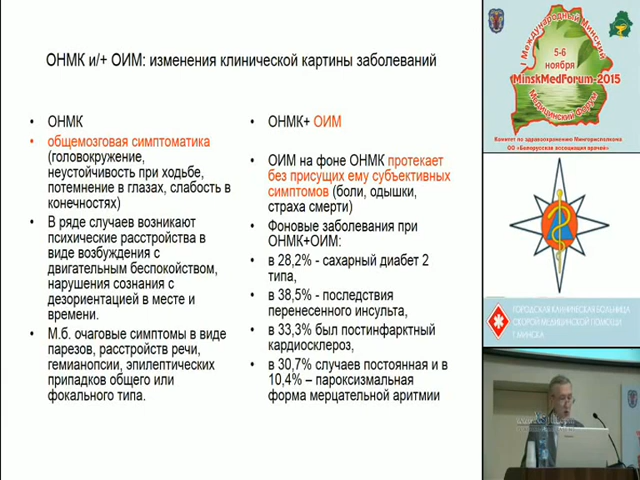 ОНМК и/+ ОИМ: изменения клинической картины заболеваний
• ОНМК
• общемозговая симптоматика
(головокружение,
неустойчивость при ходьбе,
потемнение в глазах, слабость в
конечностях)
• В ряде случаев возникают
психические расстройства в
виде возбуждения с
двигательным беспокойством,
нарушения сознания с
дезориентацией в месте и
времени.
• М.б. очаговые симптомы в виде
парезов, расстройств речи,
гемианопсии, эпилептических
припадков общего или
фокального типа.
• ОНМК+ ОИМ
• ОИМ на фоне ОНМК протекает
без присущих ему субъективных
симптомов (боли, одышки,
страха смерти)
• Фоновые заболевания при
ОНМК+ОИМ:
• в 28,2% - сахарный диабет 2
типа,
• в 38,5% - последствия
перенесенного инсульта,
• в 33,3% был постинфарктный
кардиосклероз,
• в 30,7% случаев постоянная и в
10,4% – пароксизмальная
форма мерцательной аритмии
I Международный Минский
5-6
ноября
MinskMedForum-2015
Медицинский Форум
Комитет по здравоохранения Мингорисполкома
ОО «Белорусская ассоциация врачей»
ГОРОДСКАЯ КЛИНИЧЕСКАЯ БОЛЬНИЦА
СКОРОЙ МЕДИЦИНСКОЙ ПОМОЩИ
Г.МИНСКА